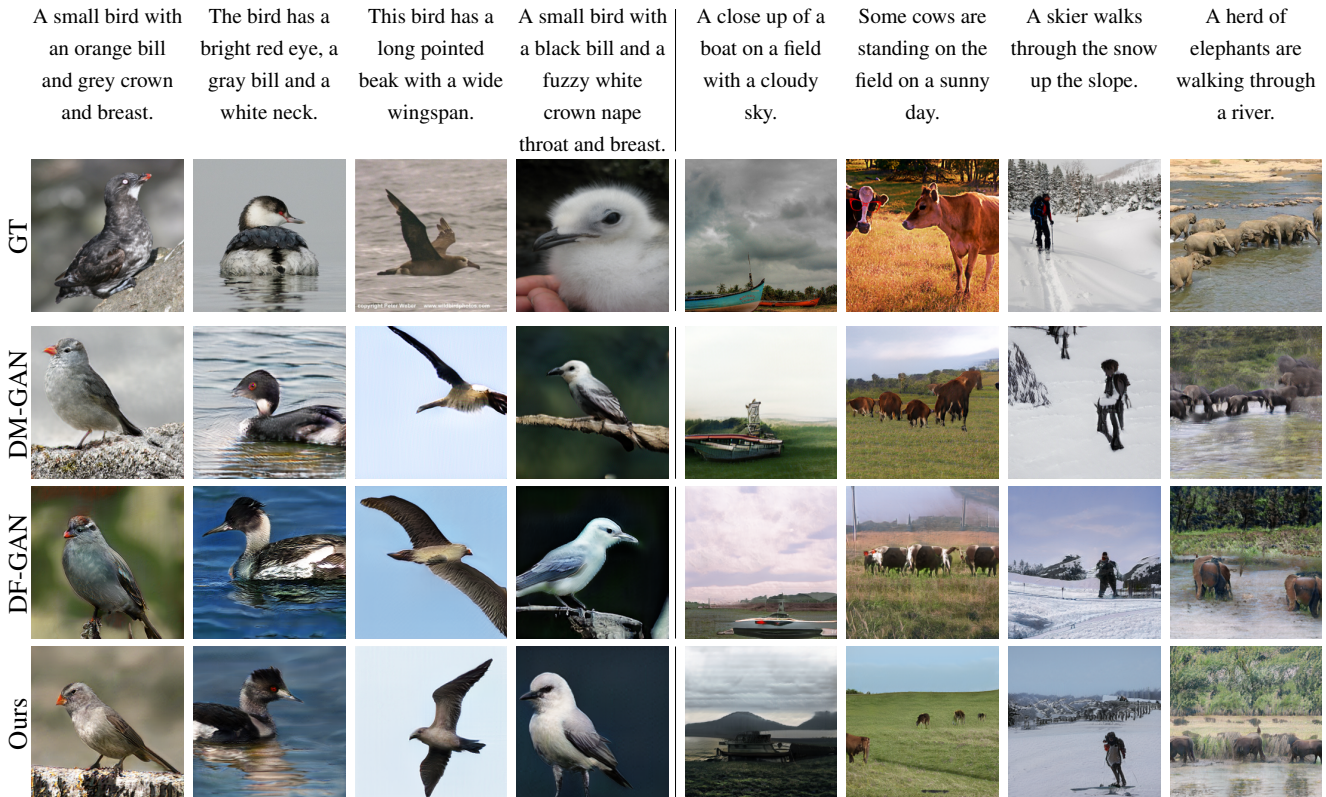 A small bird with
an orange bill
and grey crown
and breast.
The bird has a
bright red eye, a
gray bill and a
white neck.
This bird has a
long pointed
beak with a wide
wingspan.
A small bird with
a black bill and a
fuzzy white
crown nape
throat and breast.
A close up of a
boat on a field
with a cloudy
sky.
Some cows are
standing on the
field on a sunny
day.
A skier walks
through the snow
up the slope.
A herd of
elephants are
walking through
a river.
GT
DM-GAN
DF-GAN
Ours